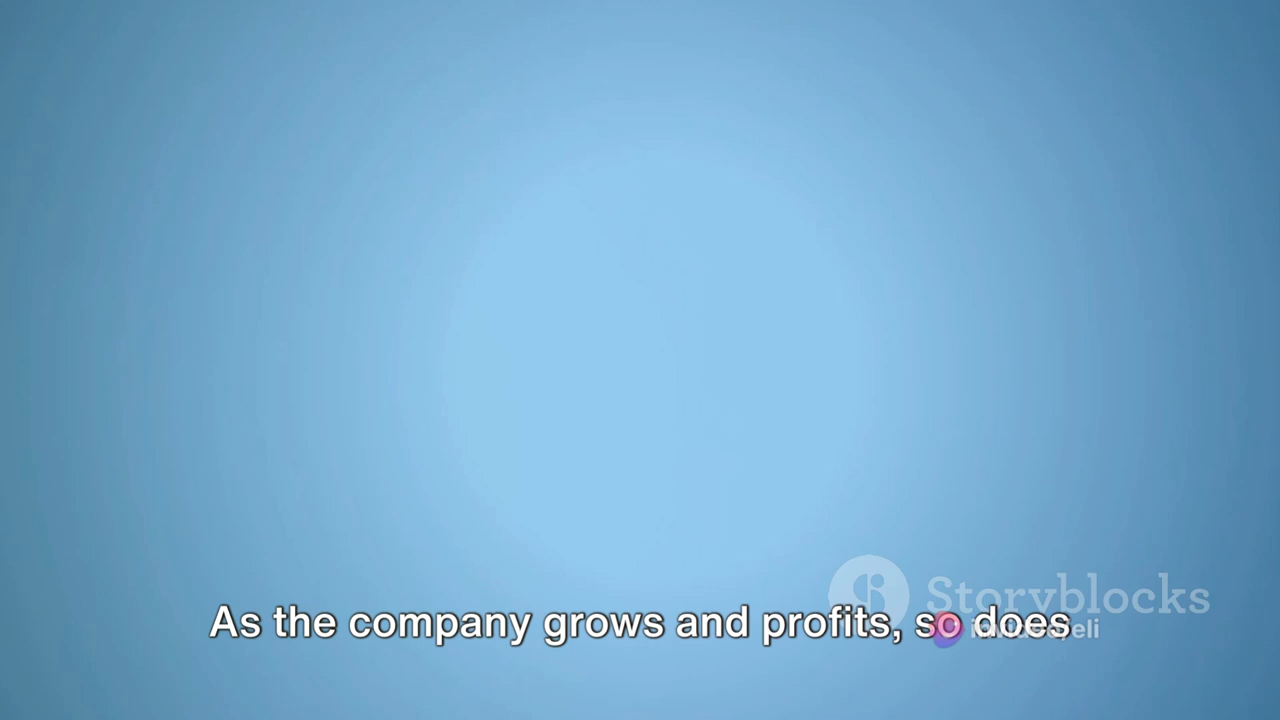 Storyblocks
As the company grows and profits, so does